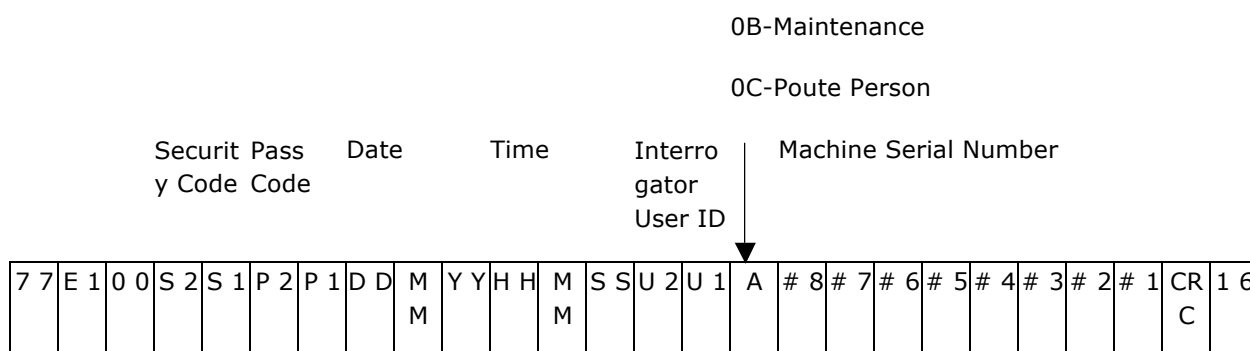 0B-Maintenance
0C-Poute Person
Securit Pass Date Time Interro Machine Serial Number
y Code Code gator
User ID
7 7 E 1 0 0 S 2 S 1 P 2 P 1 D D M Y Y H H M S S U 2 U 1 A # 8 # 7 # 6 # 5 # 4 # 3 # 2 # 1 CR 1 6
M M C